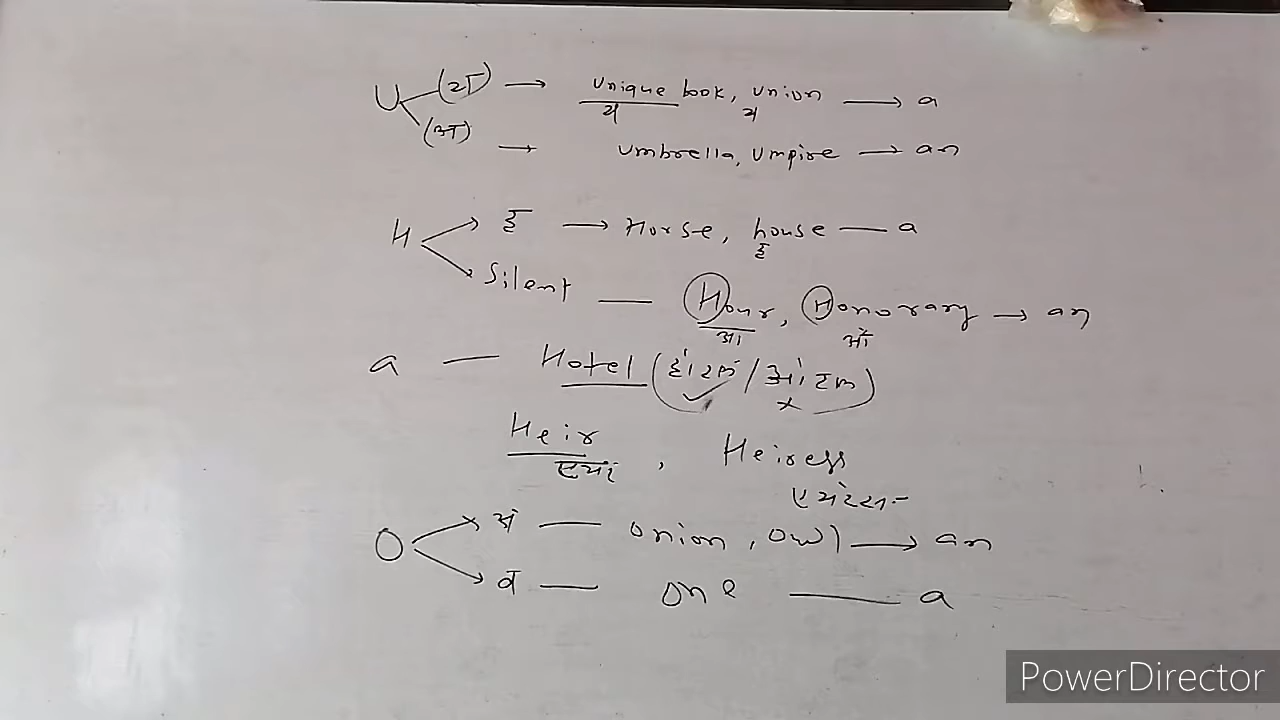 U (य) → Unique book, Union → a
य य
(अ) → Umbrella, Umpire → an
H → ह → Horse, house — a
ह
Silent — Hour, Honorary → an
आ ऑ
a — Hotel (होटल / ओटल)
Heir, Heiress
O → अ — Onion, Owl → an
→ व — One — a
PowerDirector